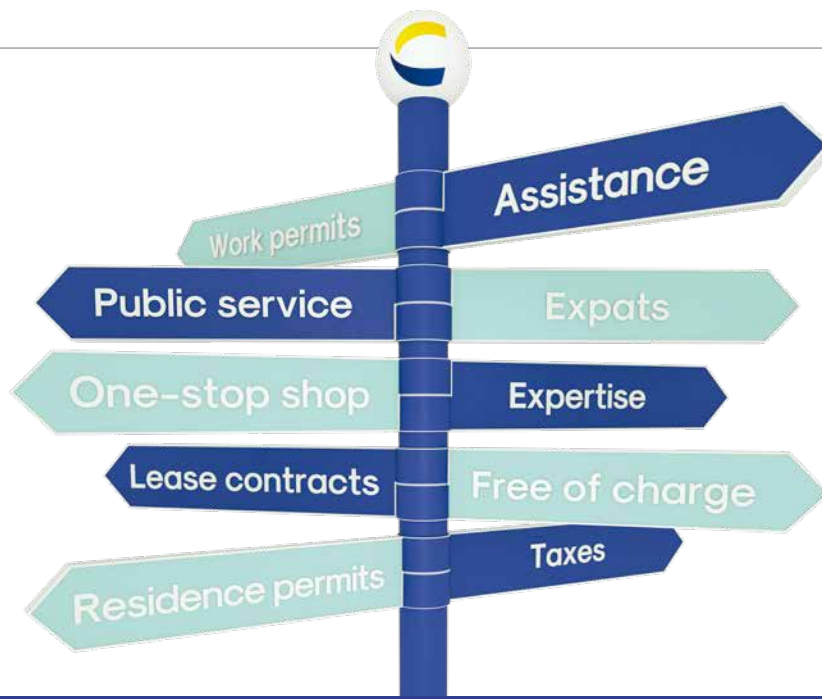 Assistance
Work permits
Public service
Expats
One-stop shop
Expertise
Lease contracts
Free of charge
Taxes
Residence permits